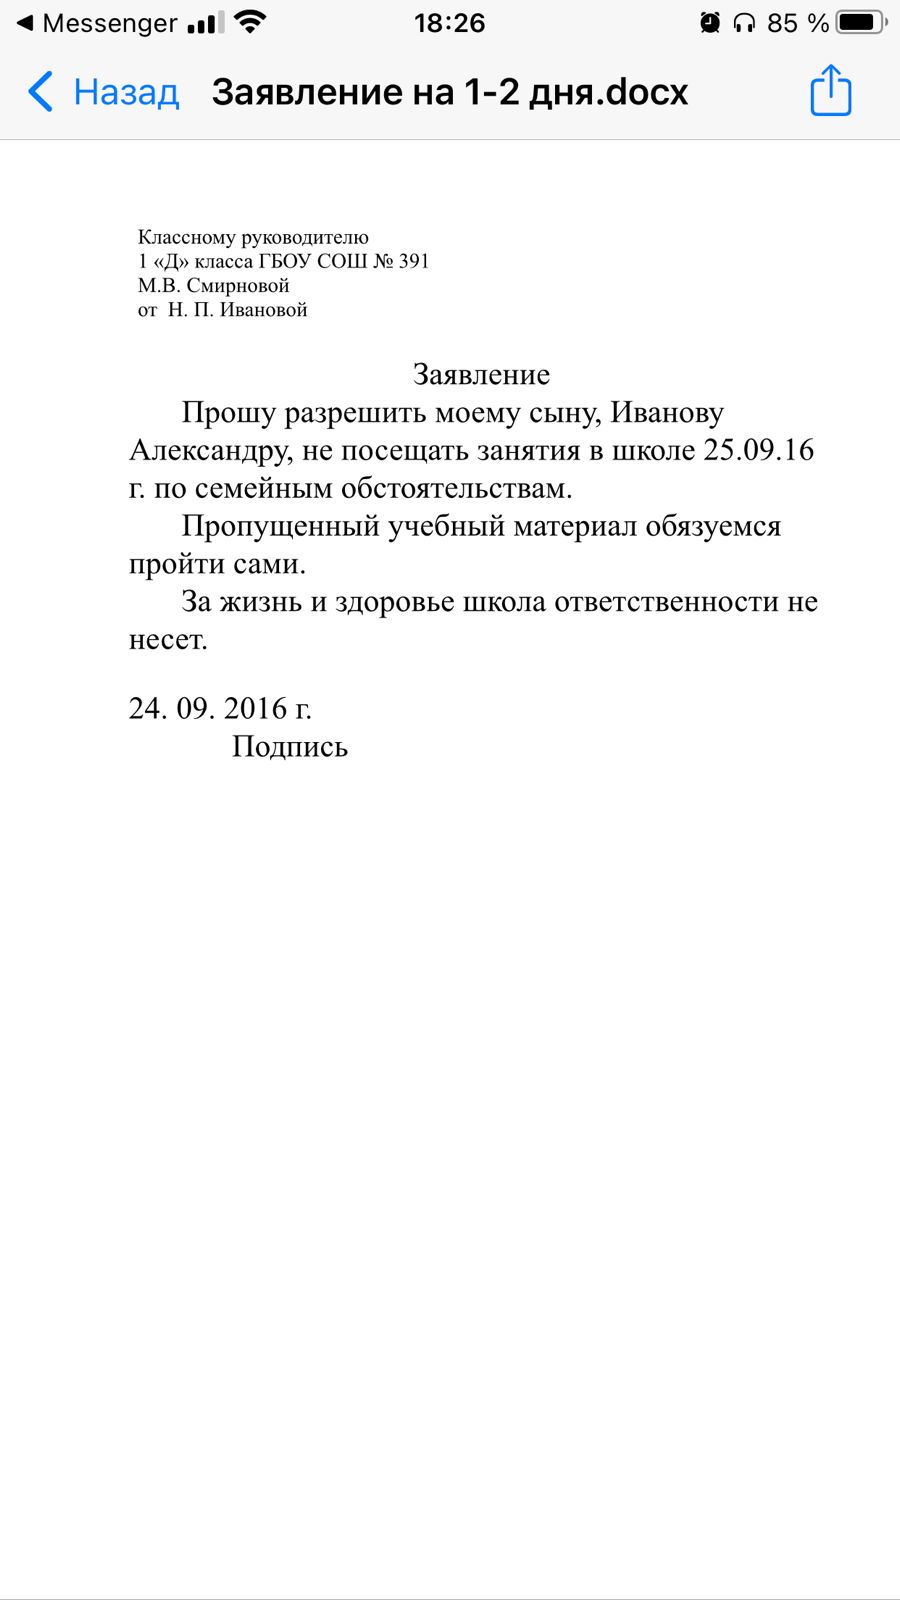 Messenger 18:26 85 %
Назад Заявление на 1-2 дня.docx
Классному руководителю
1 «Д» класса ГБОУ СОШ № 391
М.В. Смирновой
от  Н. П. Ивановой
Заявление
Прошу разрешить моему сыну, Иванову
Александру, не посещать занятия в школе 25.09.16
г. по семейным обстоятельствам.
Пропущенный учебный материал обязуемся
пройти сами.
За жизнь и здоровье школа ответственности не
несет.
24. 09. 2016 г.
Подпись